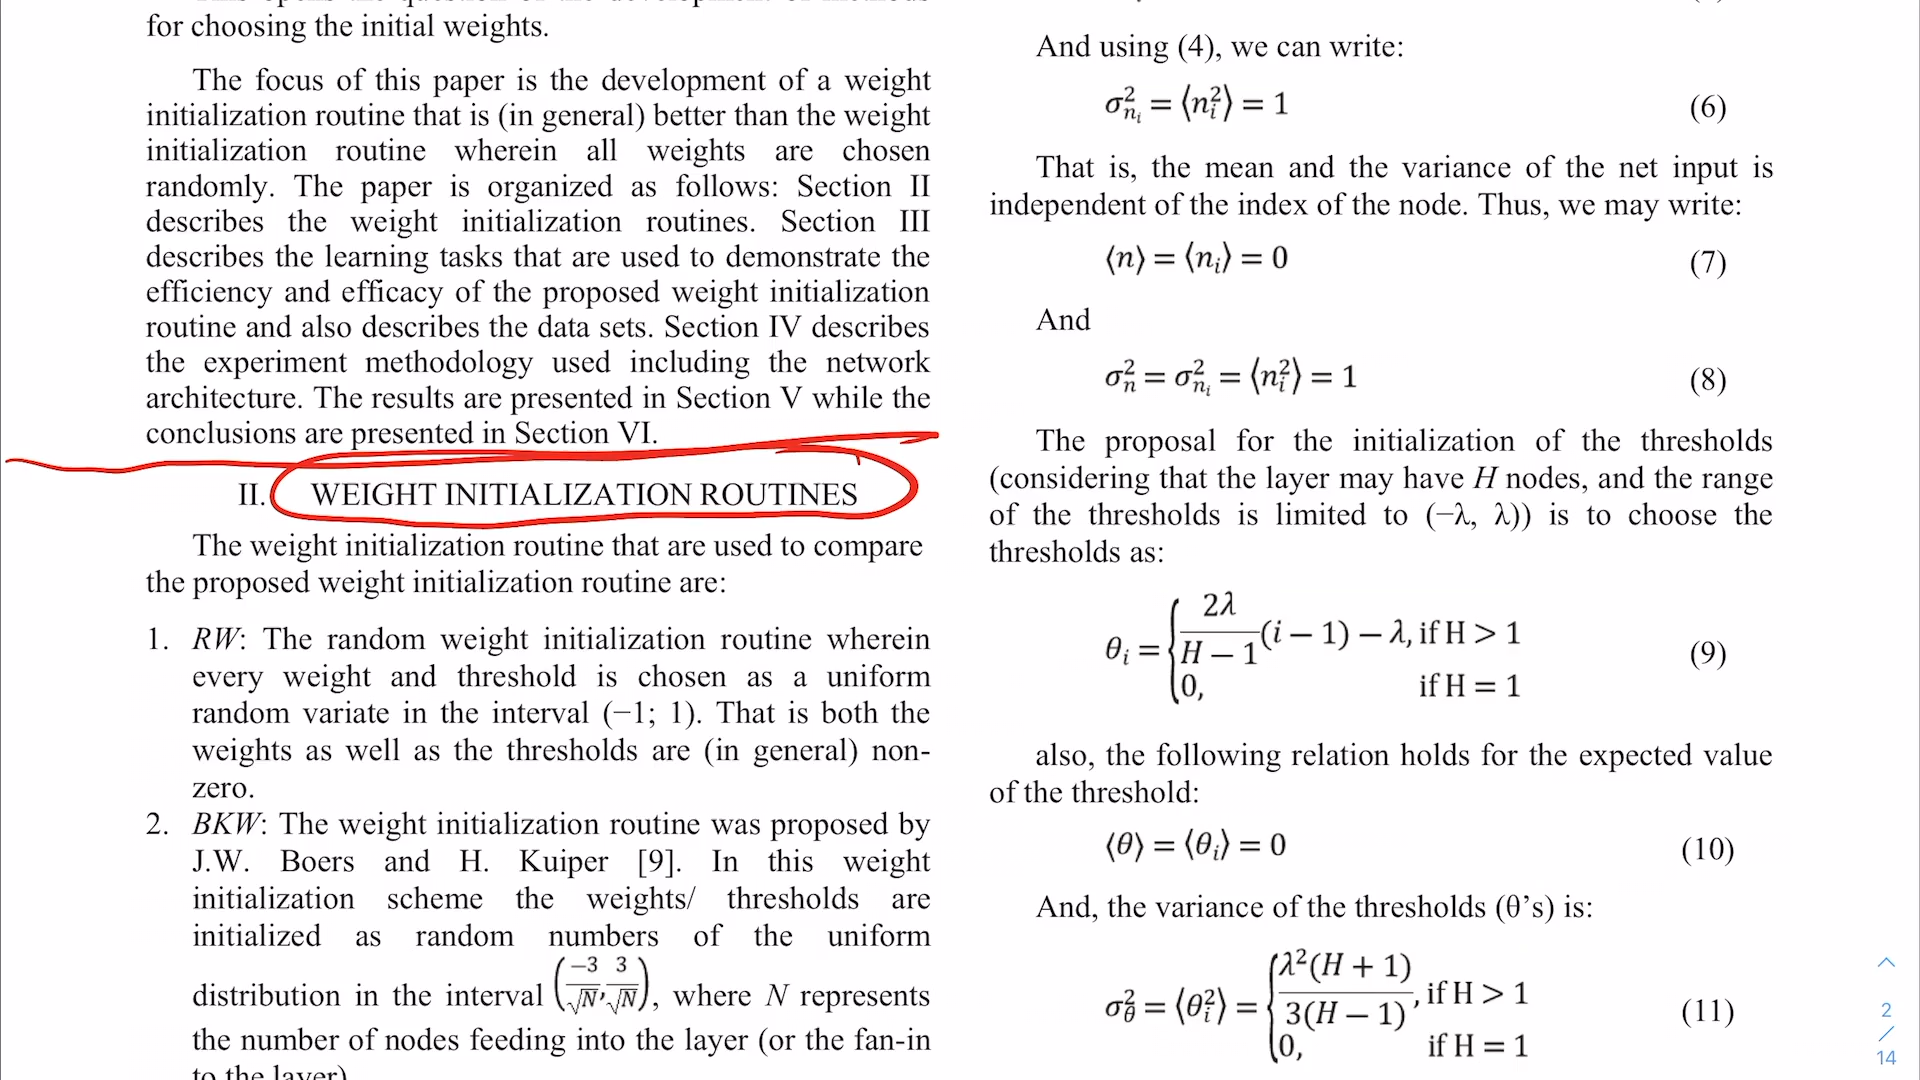 for choosing the initial weights.
The focus of this paper is the development of a weight
initialization routine that is (in general) better than the weight
initialization routine wherein all weights are chosen
randomly. The paper is organized as follows: Section II
describes the weight initialization routines. Section III
describes the learning tasks that are used to demonstrate the
efficiency and efficacy of the proposed weight initialization
routine and also describes the data sets. Section IV describes
the experiment methodology used including the network
architecture. The results are presented in Section V while the
conclusions are presented in Section VI.
II. WEIGHT INITIALIZATION ROUTINES
The weight initialization routine that are used to compare
the proposed weight initialization routine are:
1. RW: The random weight initialization routine wherein
every weight and threshold is chosen as a uniform
random variate in the interval (−1; 1). That is both the
weights as well as the thresholds are (in general) non-
zero.
2. BKW: The weight initialization routine was proposed by
J.W. Boers and H. Kuiper [9]. In this weight
initialization scheme the weights/ thresholds are
initialized as random numbers of the uniform
distribution in the interval (−3/√N, 3/√N), where N represents
the number of nodes feeding into the layer (or the fan-in
to the layer)
And using (4), we can write:
σ²ₙᵢ = ⟨nᵢ²⟩ = 1 (6)
That is, the mean and the variance of the net input is
independent of the index of the node. Thus, we may write:
⟨n⟩ = ⟨nᵢ⟩ = 0 (7)
And
σ²ₙ = σ²ₙᵢ = ⟨nᵢ²⟩ = 1 (8)
The proposal for the initialization of the thresholds
(considering that the layer may have H nodes, and the range
of the thresholds is limited to (−λ, λ)) is to choose the
thresholds as:
θᵢ = { 2λ/(H − 1) (i − 1) − λ, if H > 1
0, if H = 1 (9)
also, the following relation holds for the expected value
of the threshold:
⟨θ⟩ = ⟨θᵢ⟩ = 0 (10)
And, the variance of the thresholds (θ’s) is:
σ²_θ = ⟨θᵢ²⟩ = { λ²(H + 1)/3(H − 1), if H > 1
0, if H = 1 (11)
2
/
14